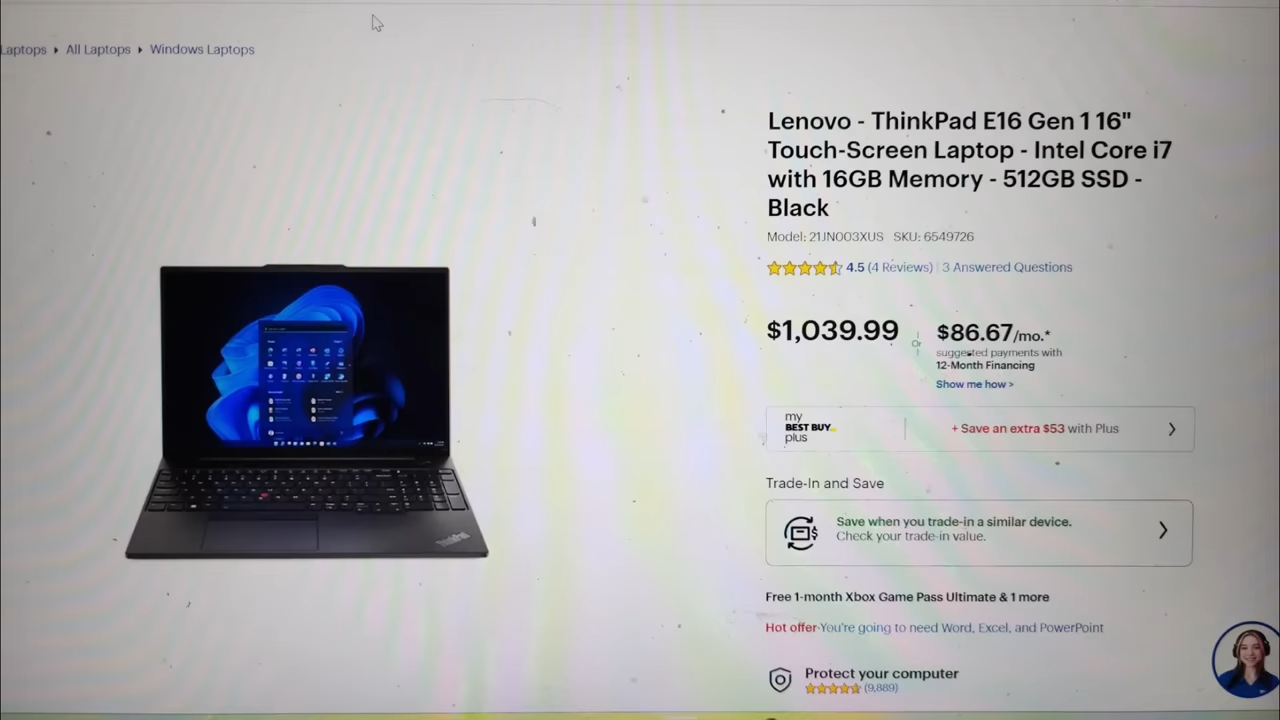 Laptops All Laptops Windows Laptops
Lenovo - ThinkPad E16 Gen 1 16"
Touch-Screen Laptop - Intel Core i7
with 16GB Memory - 512GB SSD -
Black
Model: 21JN003XUS SKU: 6549726
4.5 (4 Reviews) 3 Answered Questions
$1,039.99
Or
$86.67/mo.*
suggested payments with
12-Month Financing
Show me how >
my
BEST BUY
plus
+ Save an extra $53 with Plus
Trade-In and Save
Save when you trade-in a similar device.
Check your trade-in value.
Free 1-month Xbox Game Pass Ultimate & 1 more
Hot offer·You're going to need Word, Excel, and PowerPoint
Protect your computer
(9,889)
ThinkPad